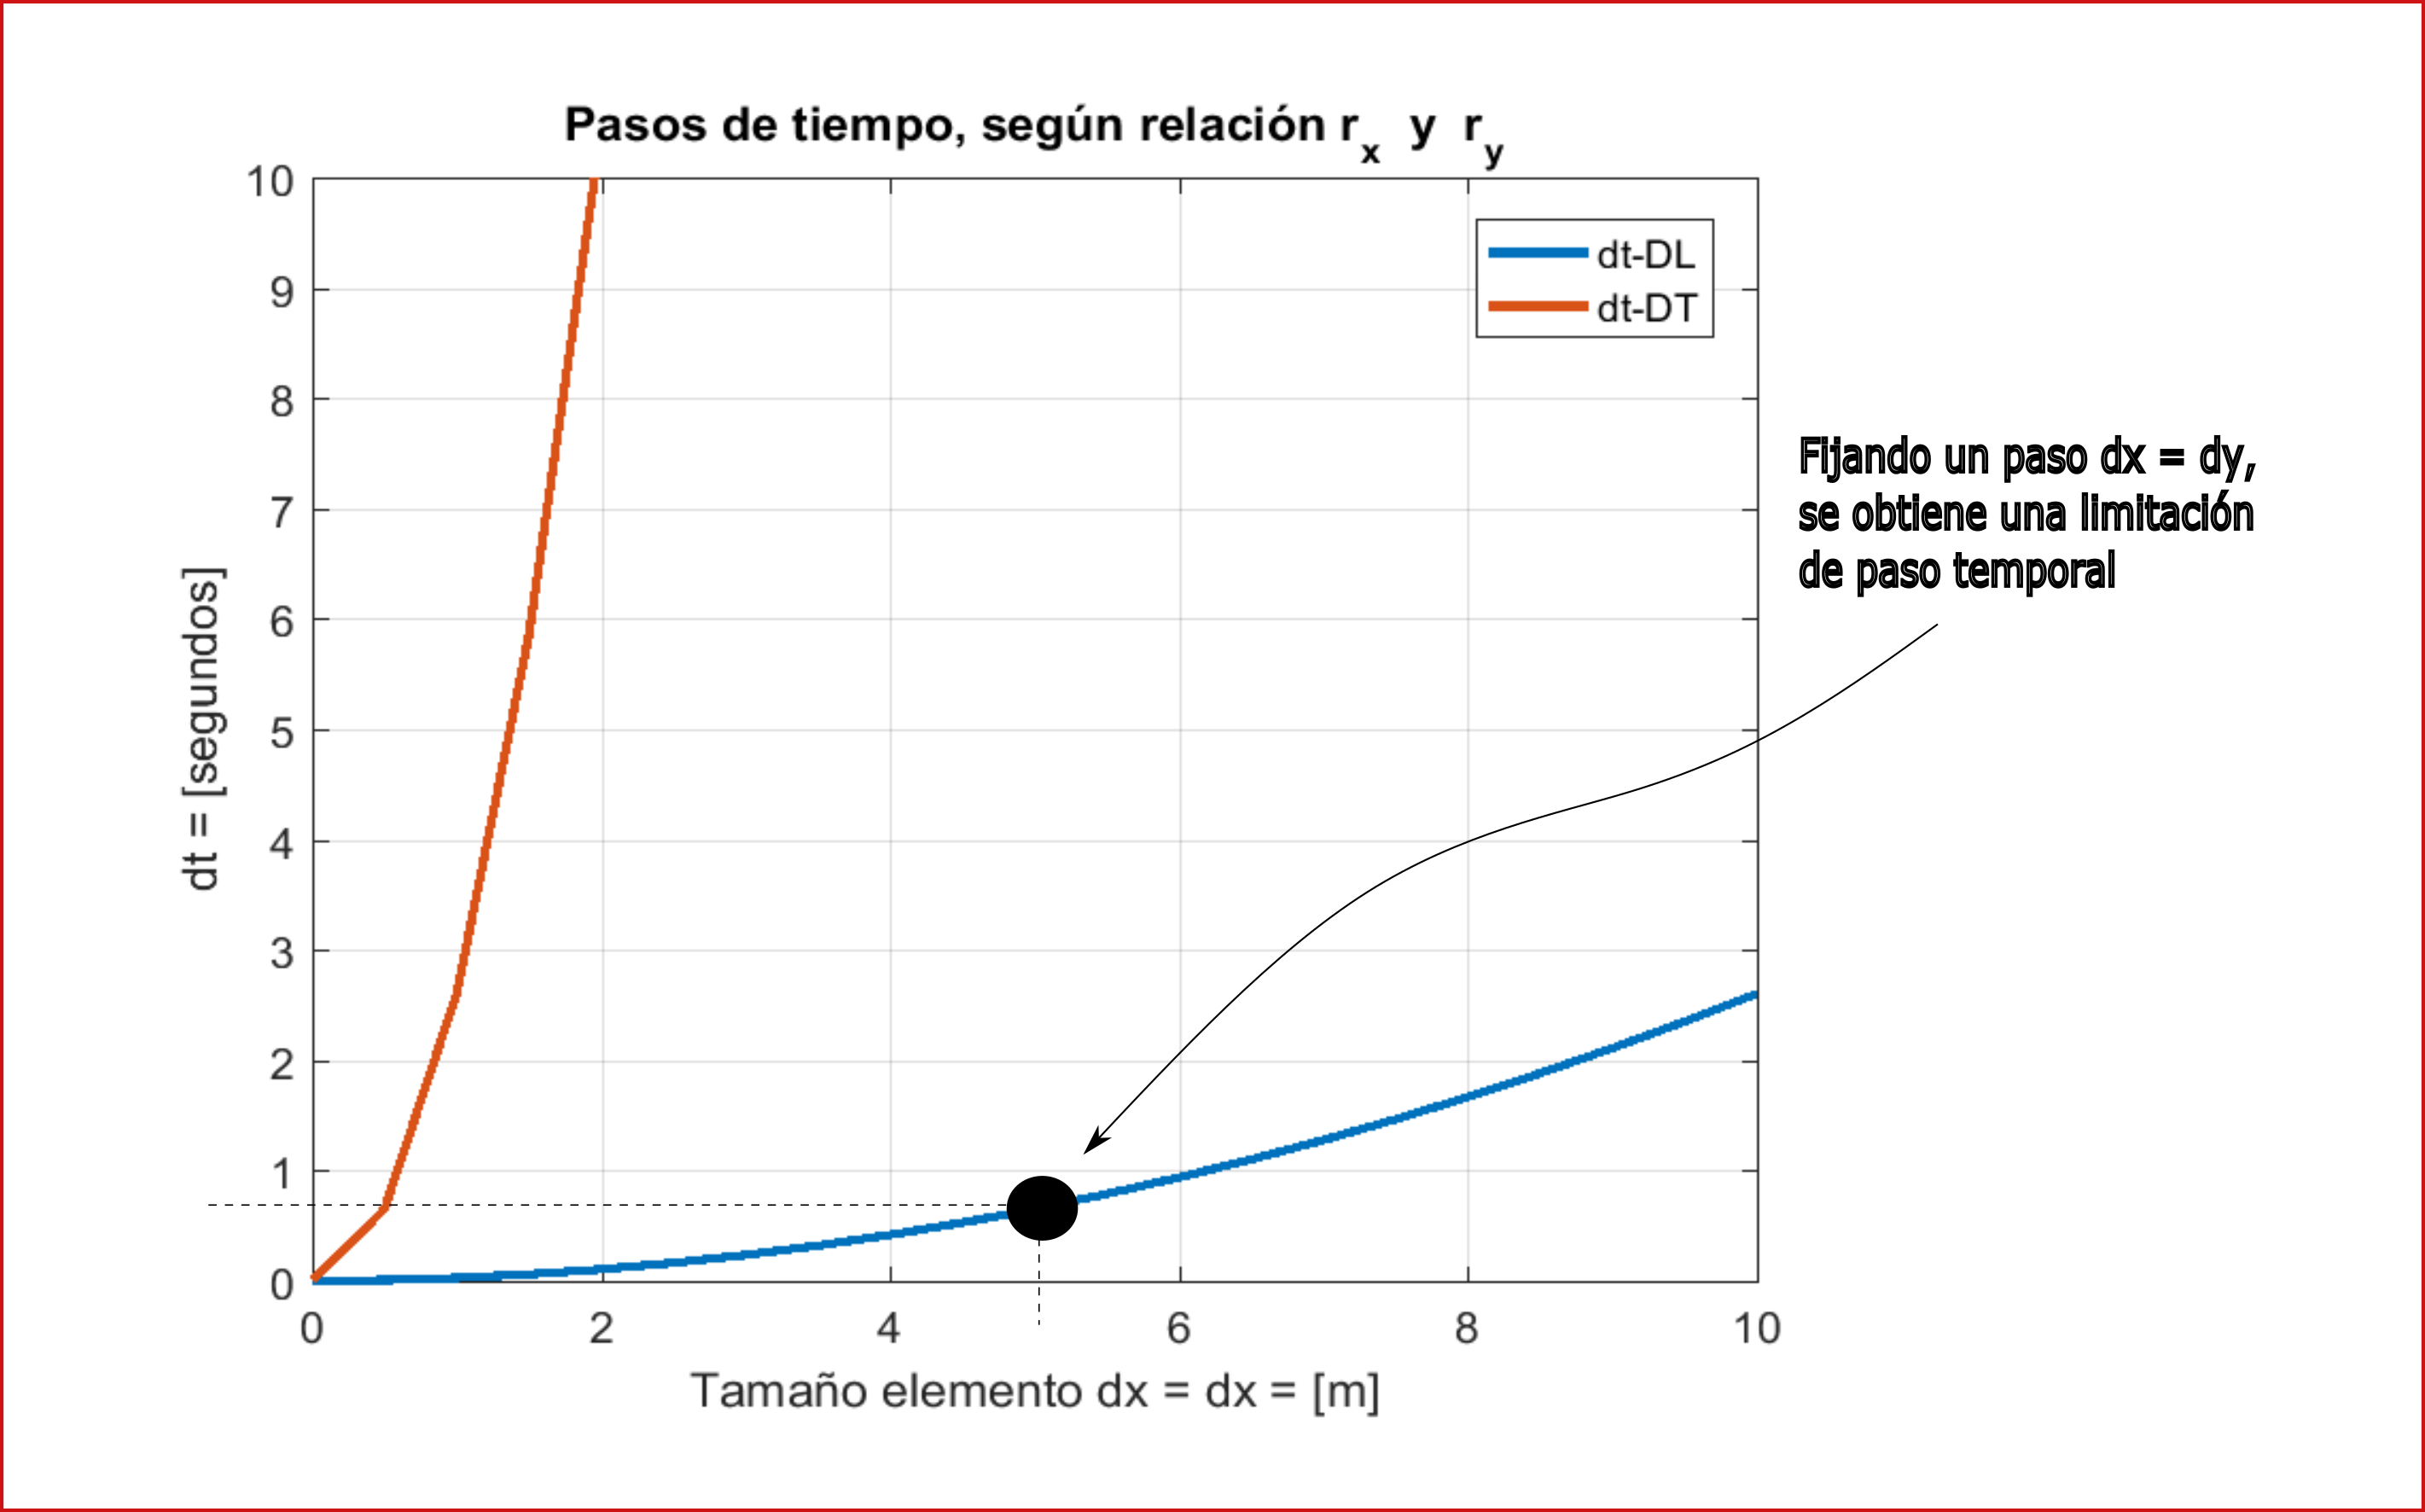 Pasos de tiempo, según relación r_x y r_y
10
9
8
7
6
5
4
3
2
1
0
dt = [segundos]
dt-DL
dt-DT
Fijando un paso dx = dy,
se obtiene una limitación
de paso temporal
0 2 4 6 8 10
Tamaño elemento dx = dx = [m]